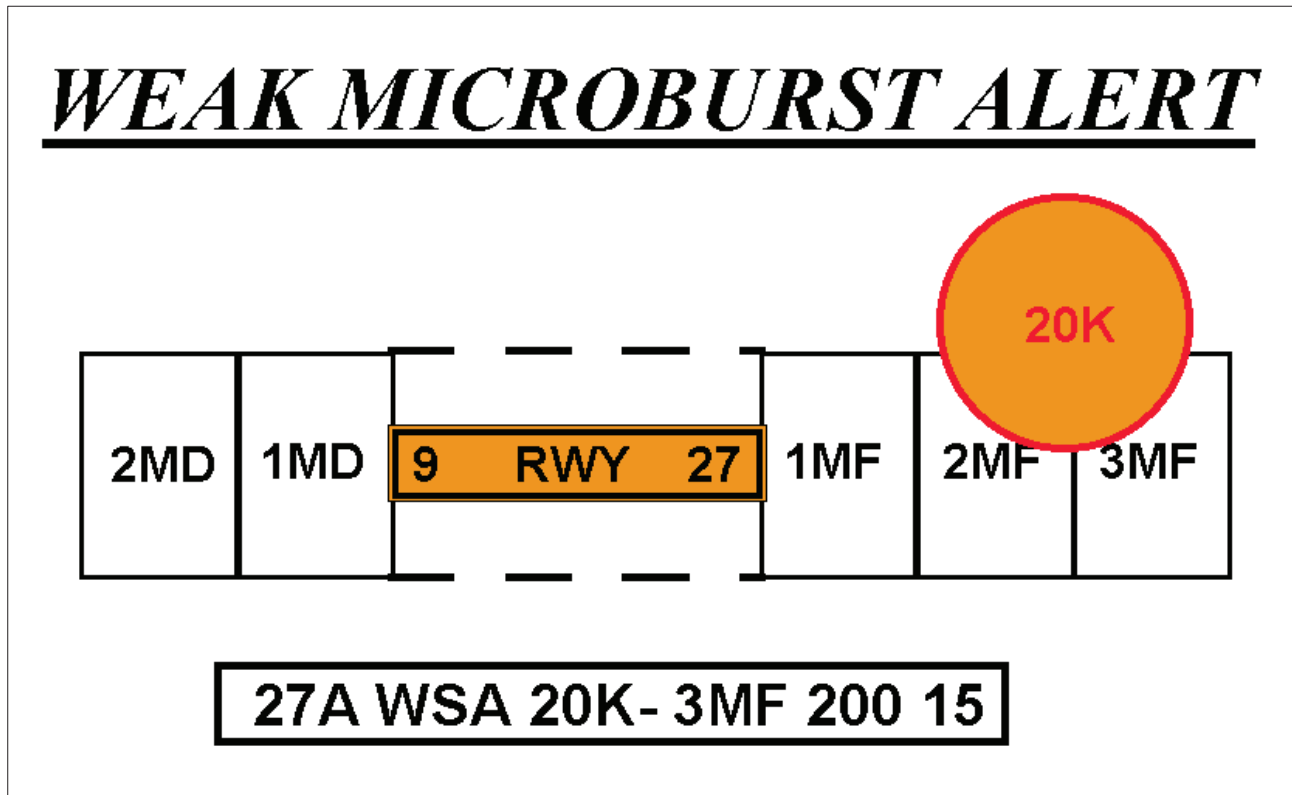 WEAK MICROBURST ALERT
20K
2MD 1MD 9 RWY 27 1MF 2MF 3MF
27A WSA 20K- 3MF 200 15